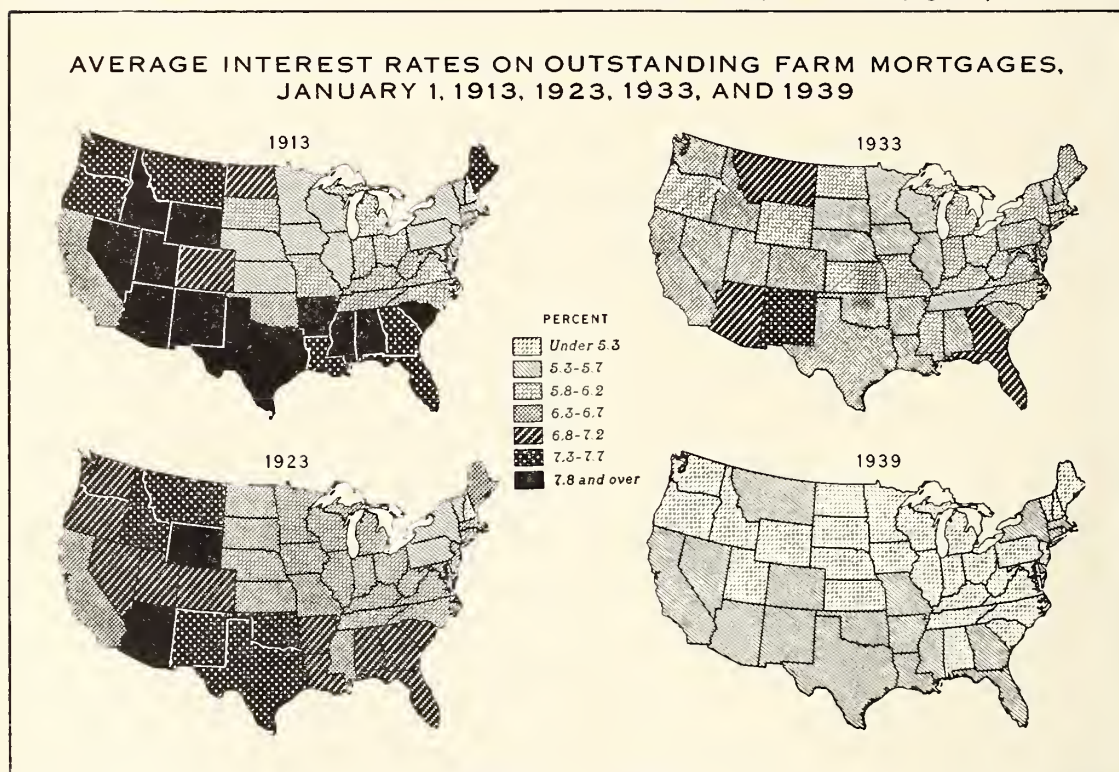 AVERAGE INTEREST RATES ON OUTSTANDING FARM MORTGAGES,
JANUARY 1, 1913, 1923, 1933, AND 1939
1913
1933
PERCENT
Under 5.3
5.3-5.7
5.8-6.2
6.3-6.7
6.8-7.2
7.3-7.7
7.8 and over
1923
1939